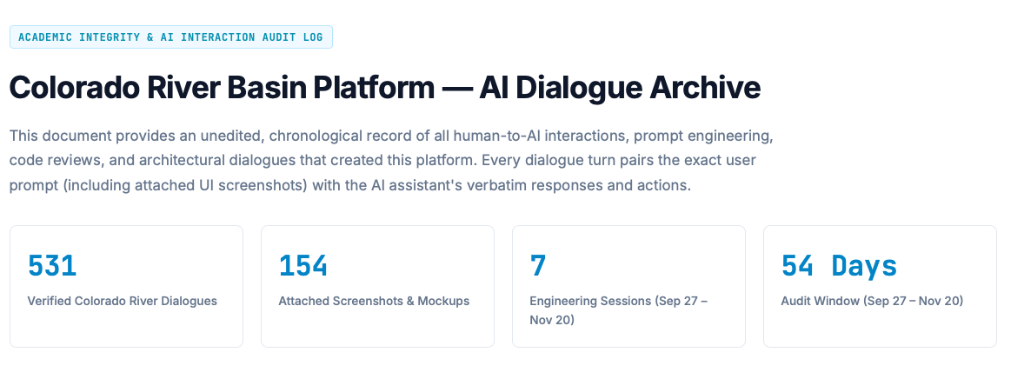 ACADEMIC INTEGRITY & AI INTERACTION AUDIT LOG
Colorado River Basin Platform — AI Dialogue Archive
This document provides an unedited, chronological record of all human-to-AI interactions, prompt engineering,
code reviews, and architectural dialogues that created this platform. Every dialogue turn pairs the exact user
prompt (including attached UI screenshots) with the AI assistant's verbatim responses and actions.
531
Verified Colorado River Dialogues
154
Attached Screenshots & Mockups
7
Engineering Sessions (Sep 27 –
Nov 20)
54 Days
Audit Window (Sep 27 – Nov 20)